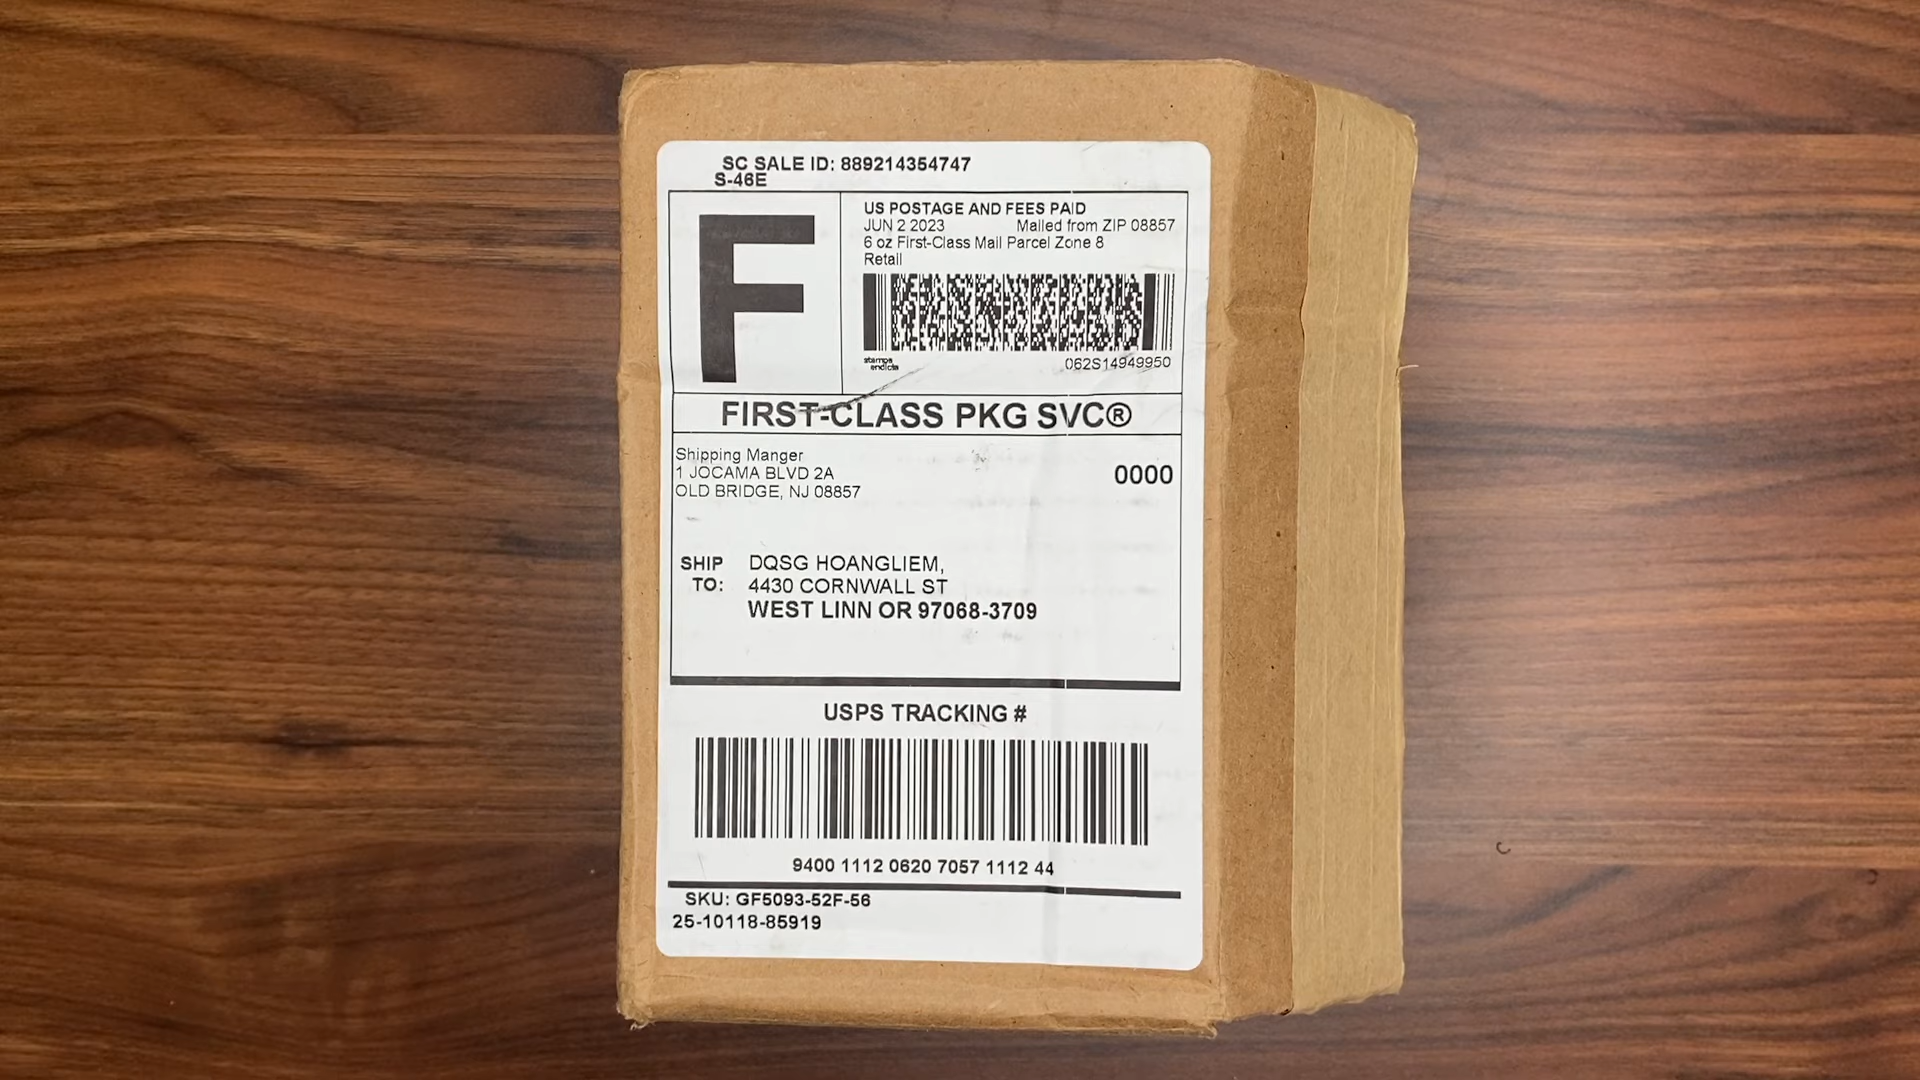 SC SALE ID: 889214354747
S-46E
F
US POSTAGE AND FEES PAID
JUN 2 2023 Mailed from ZIP 08857
6 oz First-Class Mail Parcel Zone 8
Retail
stamps
endicia
062S14949950
FIRST-CLASS PKG SVC®
Shipping Manger
1 JOCAMA BLVD 2A
OLD BRIDGE, NJ 08857
0000
SHIP DQSG HOANGLIEM,
TO: 4430 CORNWALL ST
WEST LINN OR 97068-3709
USPS TRACKING #
9400 1112 0620 7057 1112 44
SKU: GF5093-52F-56
25-10118-85919